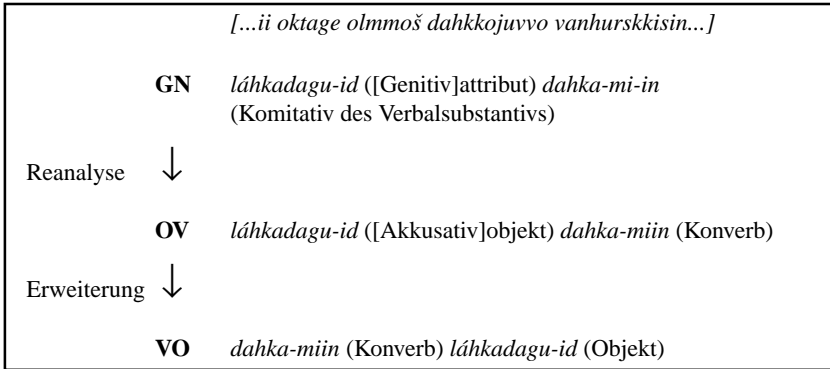 [...ii oktage olmmoš dahkkojuvvo vanhurskkisin...]
GN láhkadagu-id ([Genitiv]attribut) dahka-mi-in
(Komitativ des Verbalsubstantivs)
Reanalyse ↓
OV láhkadagu-id ([Akkusativ]objekt) dahka-miin (Konverb)
Erweiterung ↓
VO dahka-miin (Konverb) láhkadagu-id (Objekt)